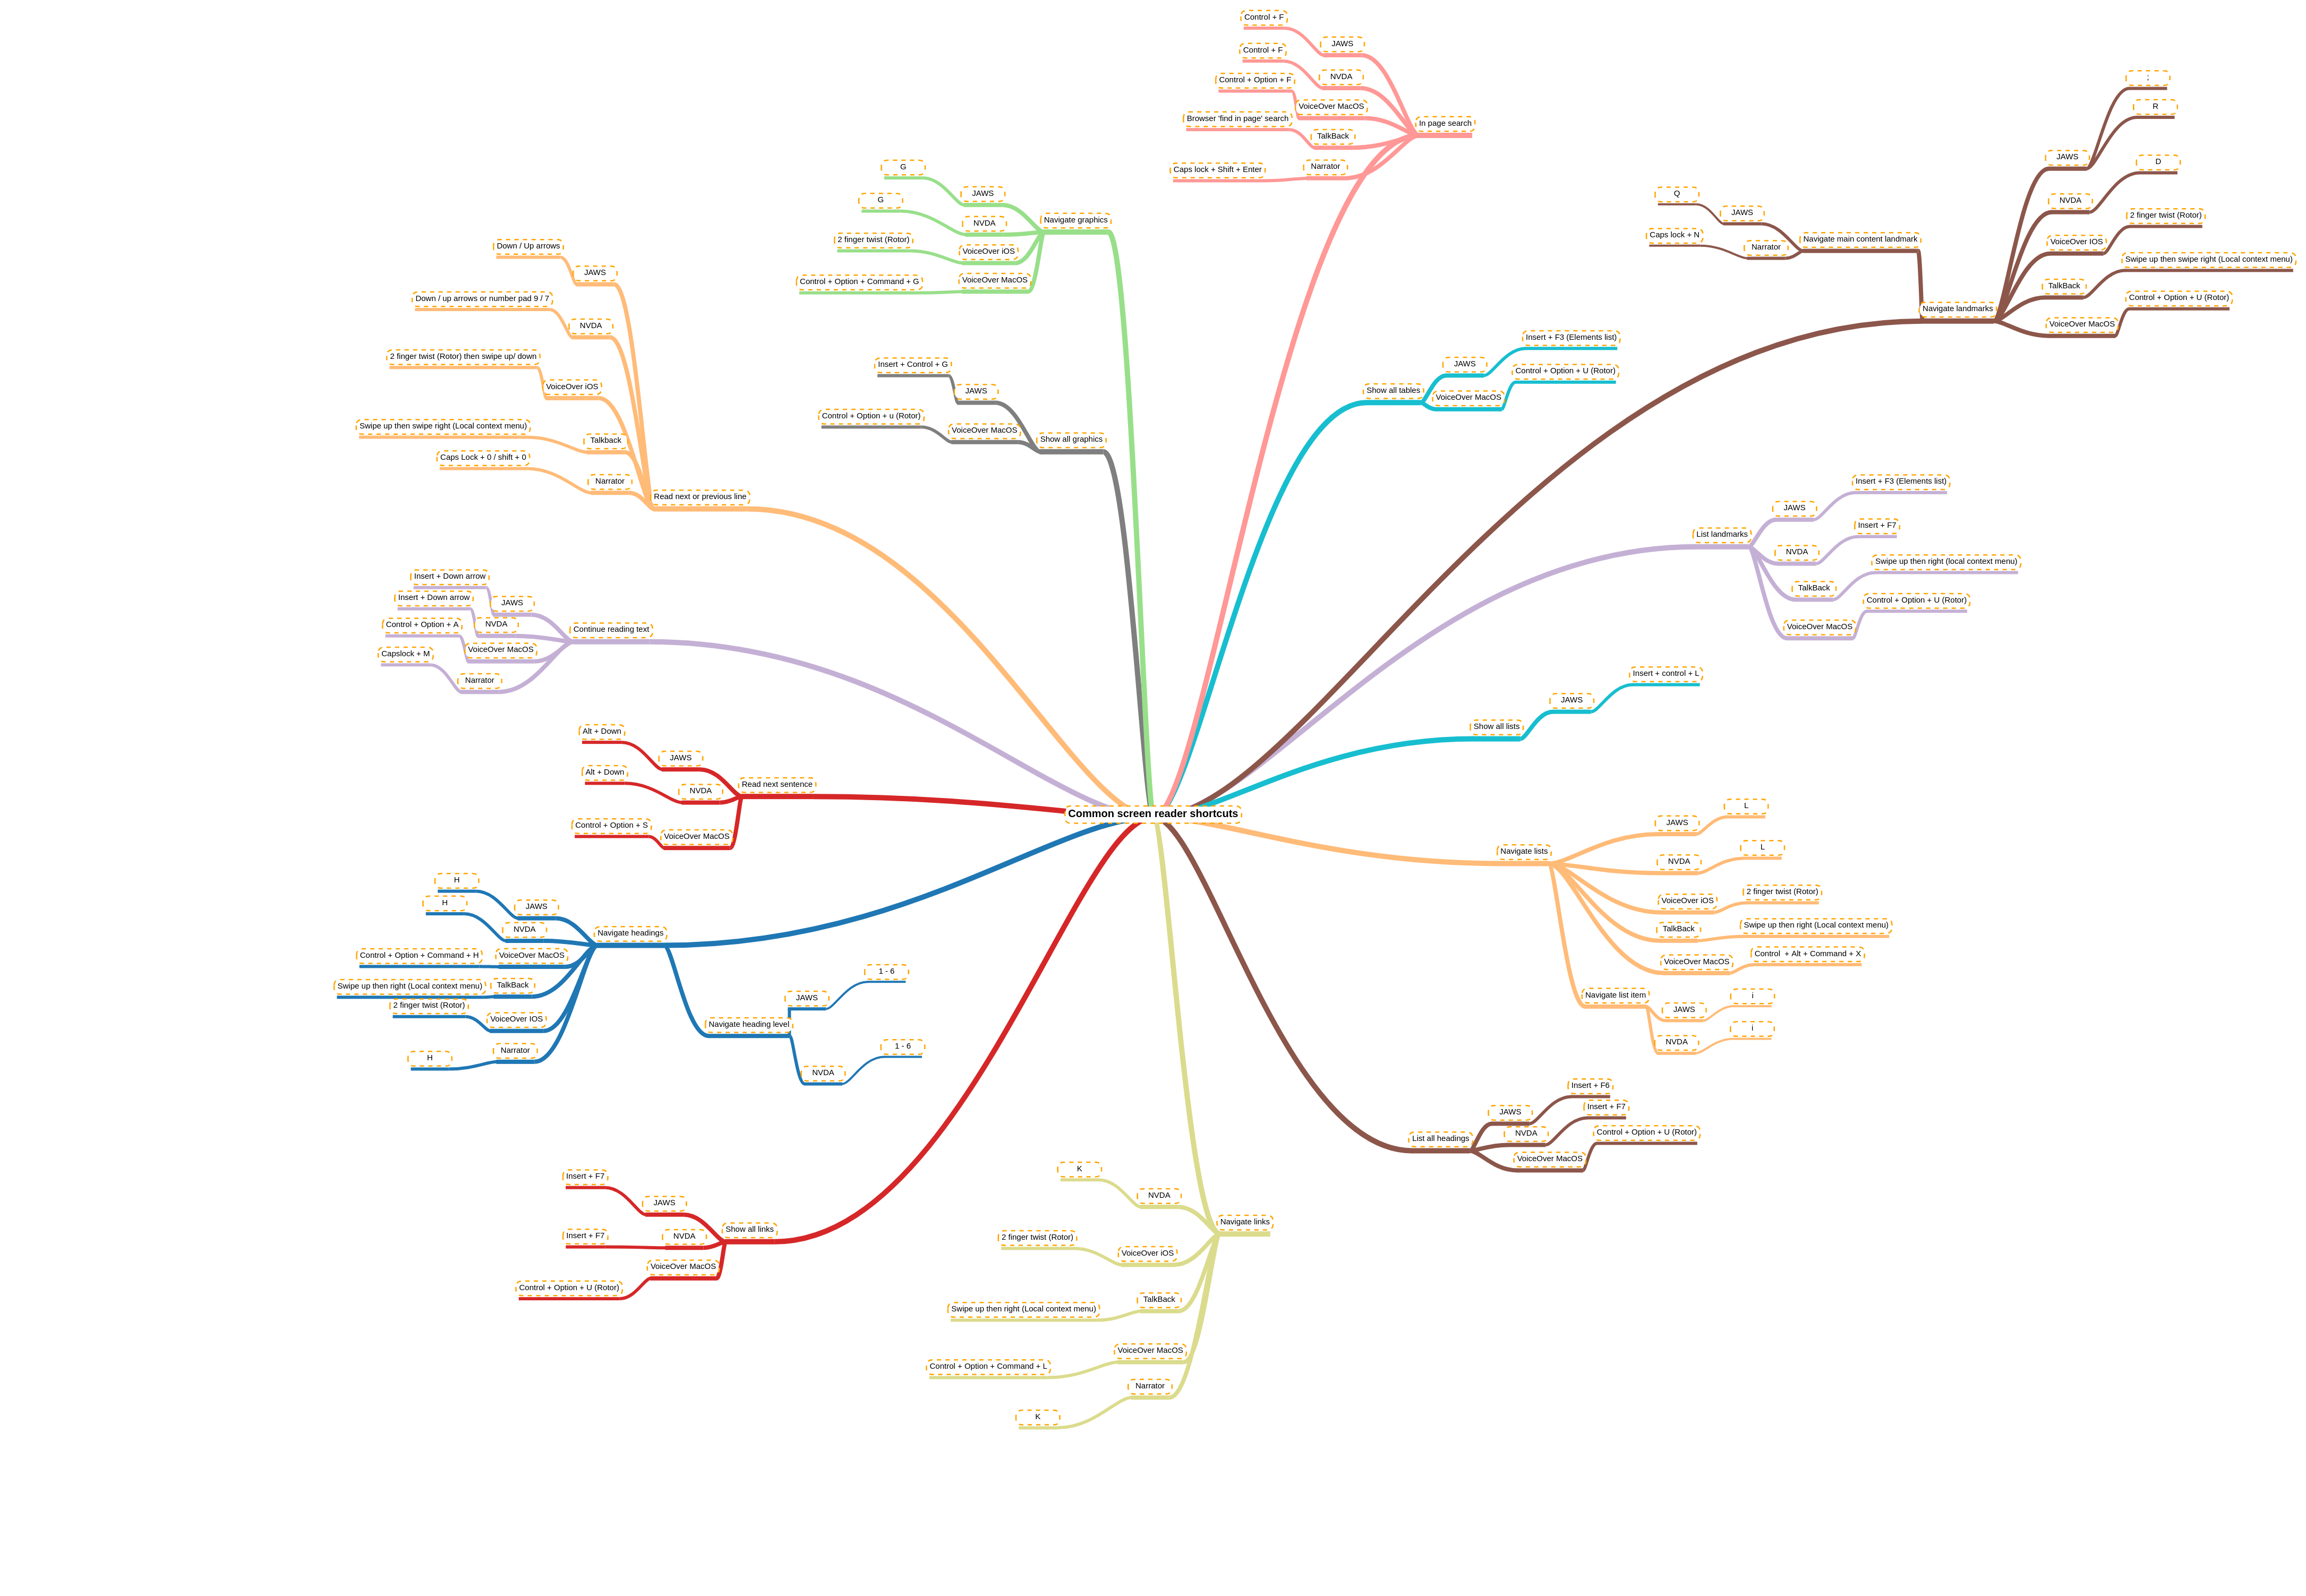 Common screen reader shortcuts
In page search
JAWS
Control + F
NVDA
Control + F
VoiceOver MacOS
Control + Option + F
TalkBack
Browser 'find in page' search
Narrator
Caps lock + Shift + Enter
Navigate graphics
JAWS
G
NVDA
G
VoiceOver iOS
2 finger twist (Rotor)
VoiceOver MacOS
Control + Option + Command + G
Show all graphics
JAWS
Insert + Control + G
VoiceOver MacOS
Control + Option + u (Rotor)
Read next or previous line
JAWS
Down / Up arrows
NVDA
Down / up arrows or number pad 9 / 7
VoiceOver iOS
2 finger twist (Rotor) then swipe up/ down
Talkback
Swipe up then swipe right (Local context menu)
Narrator
Caps Lock + 0 / shift + 0
Continue reading text
JAWS
Insert + Down arrow
NVDA
Insert + Down arrow
VoiceOver MacOS
Control + Option + A
Narrator
Capslock + M
Read next sentence
JAWS
Alt + Down
NVDA
Alt + Down
VoiceOver MacOS
Control + Option + S
Navigate headings
JAWS
H
NVDA
H
VoiceOver MacOS
Control + Option + Command + H
TalkBack
Swipe up then right (Local context menu)
VoiceOver IOS
2 finger twist (Rotor)
Narrator
H
Navigate heading level
JAWS
1 - 6
NVDA
1 - 6
Show all links
JAWS
Insert + F7
NVDA
Insert + F7
VoiceOver MacOS
Control + Option + U (Rotor)
Navigate links
NVDA
K
VoiceOver iOS
2 finger twist (Rotor)
TalkBack
Swipe up then right (Local context menu)
VoiceOver MacOS
Control + Option + Command + L
Narrator
K
Show all tables
JAWS
Insert + F3 (Elements list)
VoiceOver MacOS
Control + Option + U (Rotor)
Navigate landmarks
JAWS
;
R
NVDA
D
VoiceOver IOS
2 finger twist (Rotor)
TalkBack
Swipe up then swipe right (Local context menu)
VoiceOver MacOS
Control + Option + U (Rotor)
Navigate main content landmark
JAWS
Q
Narrator
Caps lock + N
List landmarks
JAWS
Insert + F3 (Elements list)
NVDA
Insert + F7
TalkBack
Swipe up then right (local context menu)
VoiceOver MacOS
Control + Option + U (Rotor)
Show all lists
JAWS
Insert + control + L
Navigate lists
JAWS
L
NVDA
L
VoiceOver iOS
2 finger twist (Rotor)
TalkBack
Swipe up then right (Local context menu)
VoiceOver MacOS
Control  + Alt + Command + X
Navigate list item
JAWS
i
NVDA
i
List all headings
JAWS
Insert + F6
NVDA
Insert + F7
VoiceOver MacOS
Control + Option + U (Rotor)